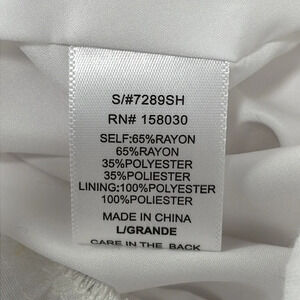 S/#7289SH
RN# 158030
SELF:65%RAYON
65%RAYON
35%POLYESTER
35%POLIESTER
LINING:100%POLYESTER
100%POLIESTER
MADE IN CHINA
L/GRANDE
CARE IN THE BACK